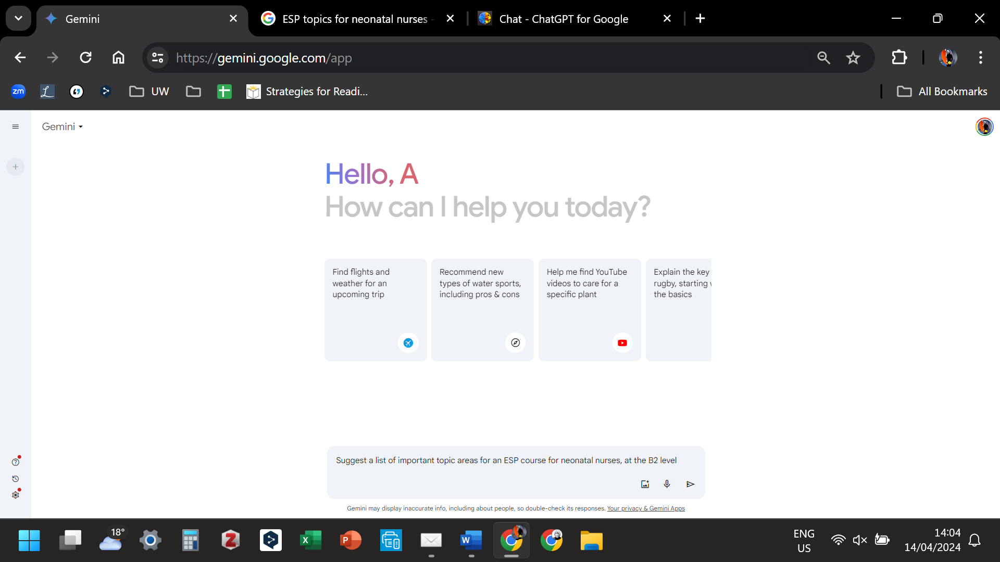 Gemini
ESP topics for neonatal nurses -
Chat - ChatGPT for Google
https://gemini.google.com/app
zm
UW
Strategies for Readi...
All Bookmarks
Gemini
Hello, A
How can I help you today?
Find flights and
weather for an
upcoming trip
Recommend new
types of water sports,
including pros & cons
Help me find YouTube
videos to care for a
specific plant
Explain the key
rugby, starting
the basics
Suggest a list of important topic areas for an ESP course for neonatal nurses, at the B2 level
Gemini may display inaccurate info, including about people, so double-check its responses. Your privacy & Gemini Apps
18°
ENG
US
14:04
14/04/2024